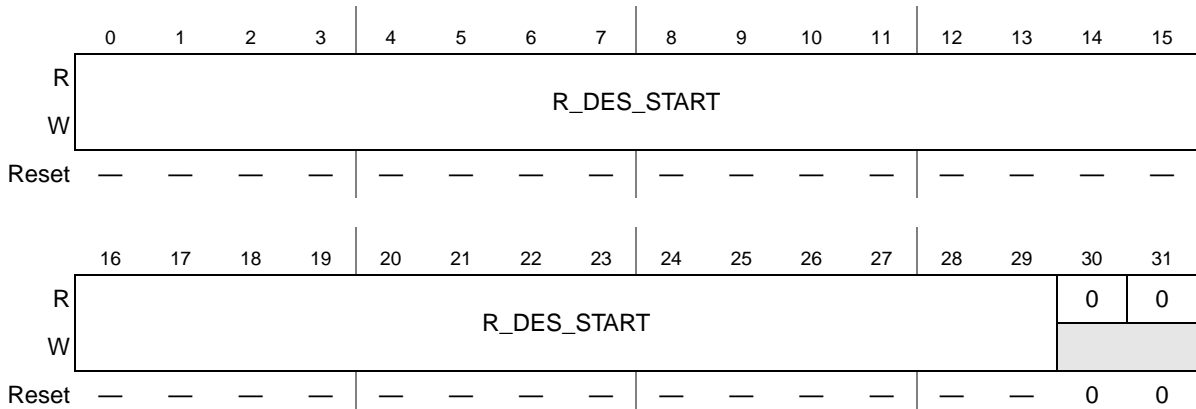 0 1 2 3 4 5 6 7 8 9 10 11 12 13 14 15
R
R_DES_START
W
Reset — — — — — — — — — — — — — — — —
16 17 18 19 20 21 22 23 24 25 26 27 28 29 30 31
R 0 0
R_DES_START
W
Reset — — — — — — — — — — — — — — 0 0